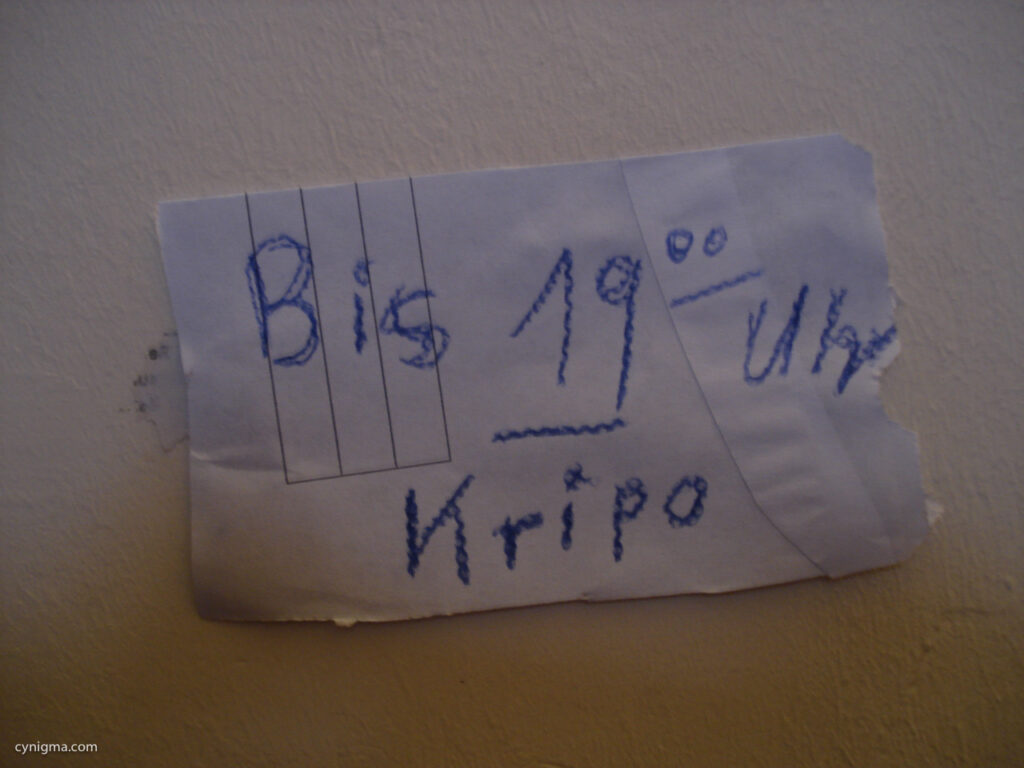 Bis 19⁰⁰ Uhr
Kripo
cynigma.com